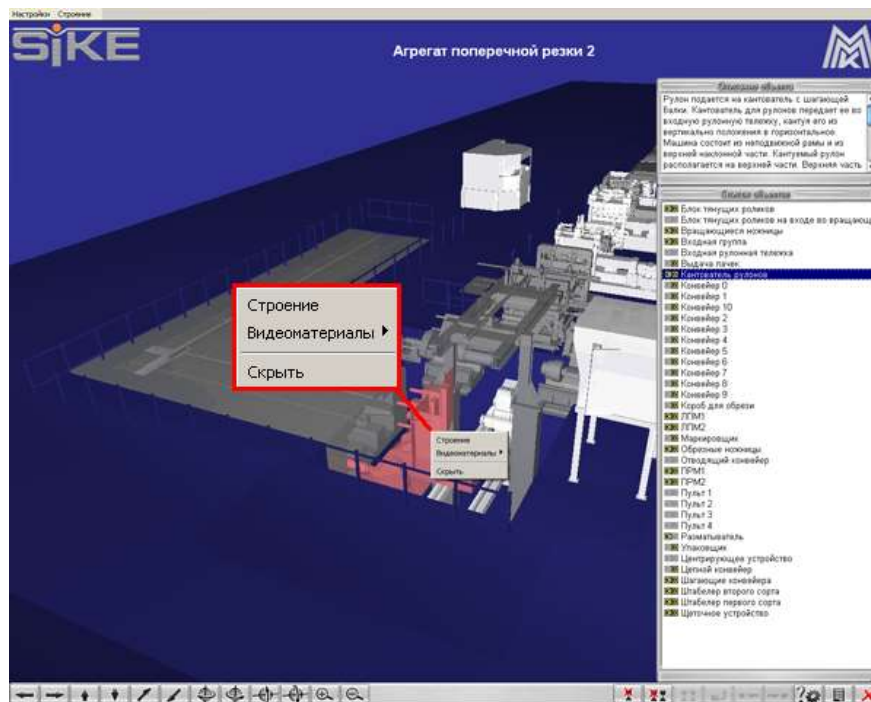 Настройки Строение
SIKE
Агрегат поперечной резки 2
Описание объекта
Рулон подается на кантователь с шагающей
балки. Кантователь для рулонов передает ее во
входную рулонную тележку, кантуя его из
вертикально положения в горизонтальное.
Машина состоит из неподвижной рамы и из
верхней наклонной части. Кантуемый рулон
располагается на верхней части. Верхняя часть
Список объектов
Блок тянущих роликов
Блок тянущих роликов на входе во вращающ
Вращающиеся ножницы
Входная группа
Входная рулонная тележка
Выдача пачек
Кантователь рулонов
Конвейер 0
Конвейер 1
Конвейер 10
Конвейер 2
Конвейер 3
Конвейер 4
Конвейер 5
Конвейер 6
Конвейер 7
Конвейер 8
Конвейер 9
Короб для обрези
ЛПМ1
ЛПМ2
Маркировщик
Обрезные ножницы
Отводящий конвейер
ПРМ1
ПРМ2
Пульт 1
Пульт 2
Пульт 3
Пульт 4
Разматыватель
Упаковщик
Центрирующее устройство
Цепной конвейер
Шагающие конвейера
Штабелер второго сорта
Штабелер первого сорта
Щеточное устройство
Строение
Видеоматериалы
Скрыть
Строение
Видеоматериалы
Скрыть